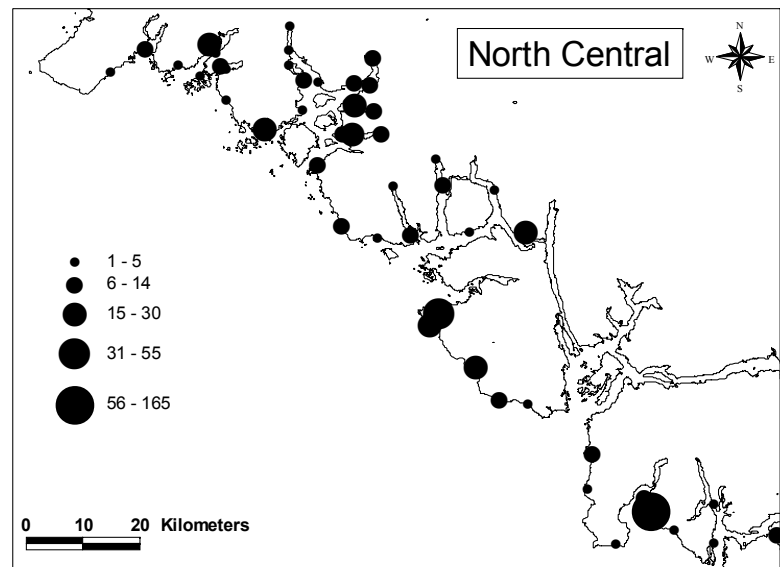 North Central
N
W E
S
1 - 5
6 - 14
15 - 30
31 - 55
56 - 165
0 10 20 Kilometers